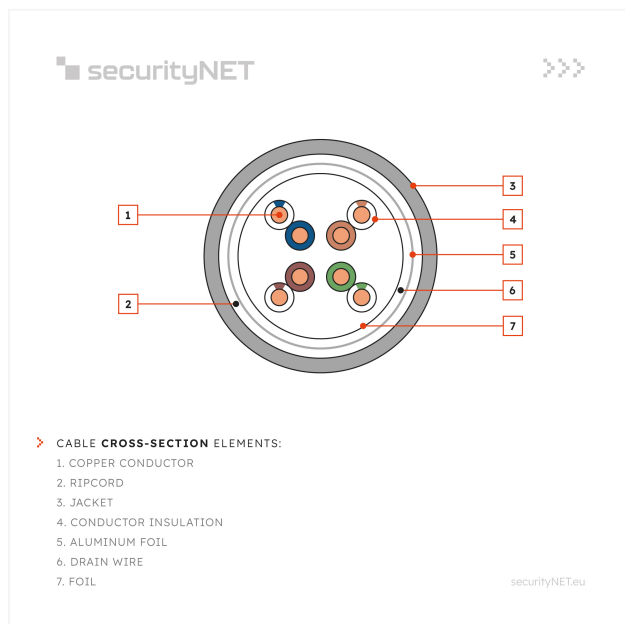 securityNET
1
2
3
4
5
6
7
CABLE CROSS-SECTION ELEMENTS:
1. COPPER CONDUCTOR
2. RIPCORD
3. JACKET
4. CONDUCTOR INSULATION
5. ALUMINUM FOIL
6. DRAIN WIRE
7. FOIL
securityNET.eu